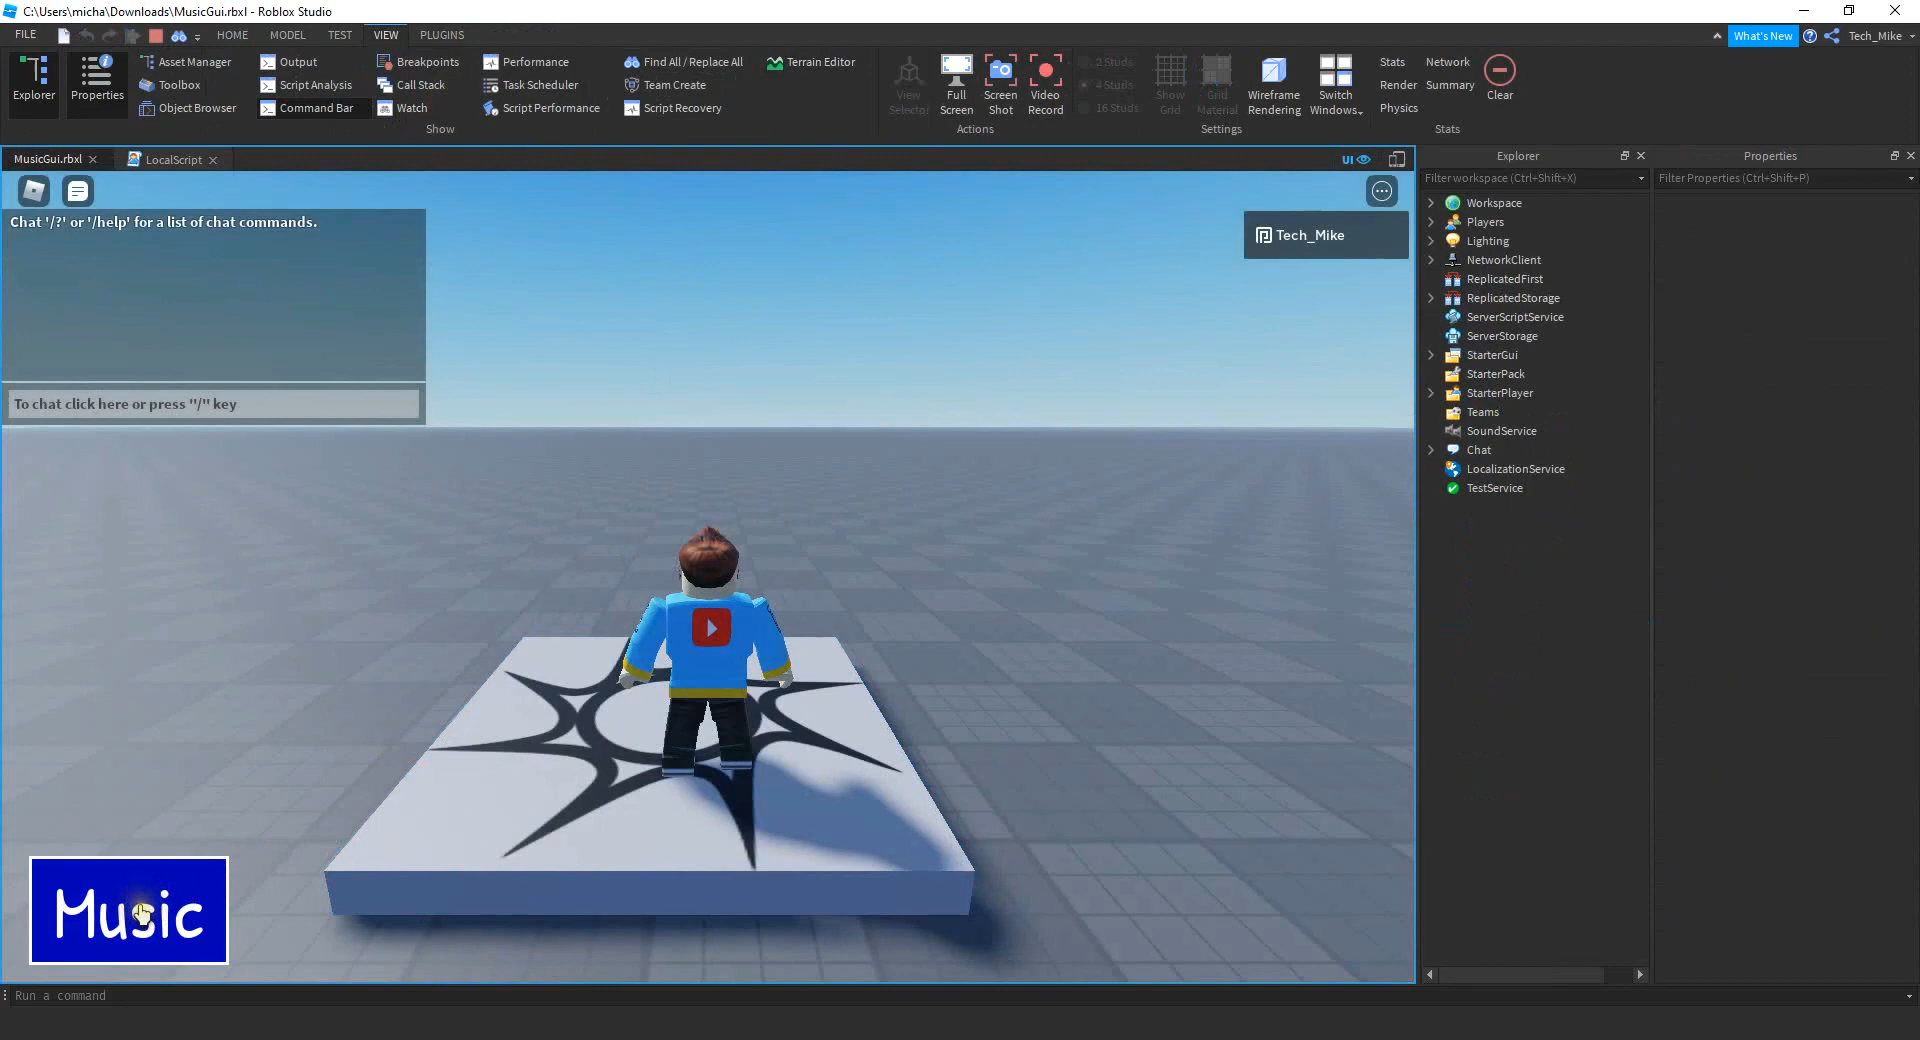 C:\Users\micha\Downloads\MusicGui.rbxl - Roblox Studio
FILE HOME MODEL TEST VIEW PLUGINS What's New Tech_Mike
Explorer
Properties
Asset Manager
Toolbox
Object Browser
Output
Script Analysis
Command Bar
Breakpoints
Call Stack
Watch
Performance
Task Scheduler
Script Performance
Find All / Replace All
Team Create
Script Recovery
Terrain Editor
Show
View
Selector
Full
Screen
Screen
Shot
Video
Record
Actions
2 Studs
4 Studs
16 Studs
Show
Grid
Grid
Material
Wireframe
Rendering
Switch
Windows
Settings
Stats
Render
Physics
Network
Summary
Clear
Stats
MusicGui.rbxl
LocalScript
UI
Chat '/?' or '/help' for a list of chat commands.
To chat click here or press "/" key
Tech_Mike
Music
Run a command
Explorer
Filter workspace (Ctrl+Shift+X)
Workspace
Players
Lighting
NetworkClient
ReplicatedFirst
ReplicatedStorage
ServerScriptService
ServerStorage
StarterGui
StarterPack
StarterPlayer
Teams
SoundService
Chat
LocalizationService
TestService
Properties
Filter Properties (Ctrl+Shift+P)